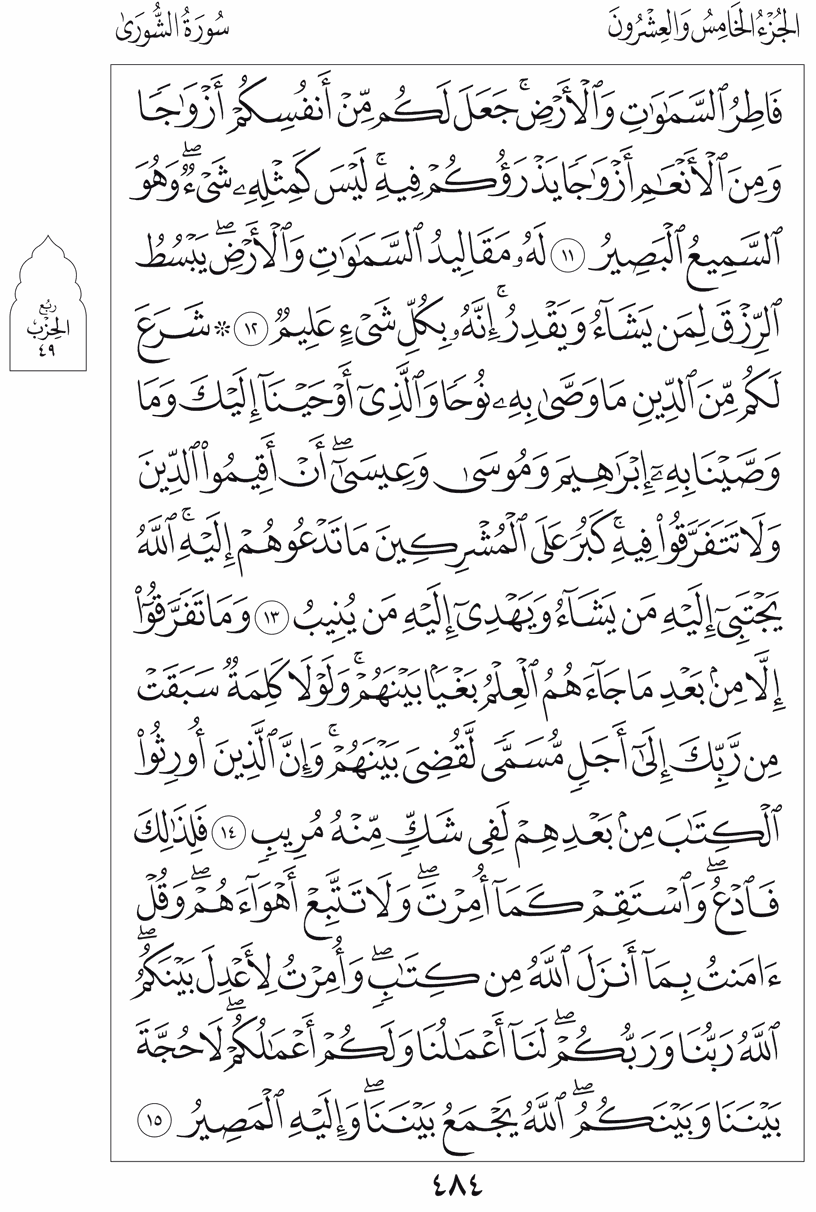 الجُزْءُ الخَامِسُ وَالعِشْرُونَ
سُورَةُ الشُّورَىٰ
فَاطِرُ ٱلسَّمَـٰوَٰتِ وَٱلْأَرْضِ ۚ جَعَلَ لَكُم مِّنْ أَنفُسِكُمْ أَزْوَٰجًا
وَمِنَ ٱلْأَنْعَـٰمِ أَزْوَٰجًا يَذْرَؤُكُمْ فِيهِ ۚ لَيْسَ كَمِثْلِهِۦ شَىْءٌ ۖ وَهُوَ
ٱلسَّمِيعُ ٱلْبَصِيرُ ١١ لَهُۥ مَقَالِيدُ ٱلسَّمَـٰوَٰتِ وَٱلْأَرْضِ ۖ يَبْسُطُ
ٱلرِّزْقَ لِمَن يَشَآءُ وَيَقْدِرُ ۚ إِنَّهُۥ بِكُلِّ شَىْءٍ عَلِيمٌ ١٢ * شَرَعَ
لَكُم مِّنَ ٱلدِّينِ مَا وَصَّىٰ بِهِۦ نُوحًا وَٱلَّذِىٓ أَوْحَيْنَآ إِلَيْكَ وَمَا
وَصَّيْنَا بِهِۦٓ إِبْرَٰهِيمَ وَمُوسَىٰ وَعِيسَىٰٓ ۖ أَنْ أَقِيمُوا۟ ٱلدِّينَ
وَلَا تَتَفَرَّقُوا۟ فِيهِ ۚ كَبُرَ عَلَى ٱلْمُشْرِكِينَ مَا تَدْعُوهُمْ إِلَيْهِ ۚ ٱللَّهُ
يَجْتَبِىٓ إِلَيْهِ مَن يَشَآءُ وَيَهْدِىٓ إِلَيْهِ مَن يُنِيبُ ١٣ وَمَا تَفَرَّقُوٓا۟
إِلَّا مِنۢ بَعْدِ مَا جَآءَهُمُ ٱلْعِلْمُ بَغْيًۢا بَيْنَهُمْ ۚ وَلَوْلَا كَلِمَةٌ سَبَقَتْ
مِن رَّبِّكَ إِلَىٰٓ أَجَلٍ مُّسَمًّى لَّقُضِىَ بَيْنَهُمْ ۚ وَإِنَّ ٱلَّذِينَ أُورِثُوا۟
ٱلْكِتَـٰبَ مِنۢ بَعْدِهِمْ لَفِى شَكٍّ مِّنْهُ مُرِيبٍ ١٤ فَلِذَٰلِكَ
فَٱدْعُ ۖ وَٱسْتَقِمْ كَمَآ أُمِرْتَ ۖ وَلَا تَتَّبِعْ أَهْوَآءَهُمْ ۖ وَقُلْ
ءَامَنتُ بِمَآ أَنزَلَ ٱللَّهُ مِن كِتَـٰبٍ ۖ وَأُمِرْتُ لِأَعْدِلَ بَيْنَكُمُ ۖ
ٱللَّهُ رَبُّنَا وَرَبُّكُمْ ۖ لَنَآ أَعْمَـٰلُنَا وَلَكُمْ أَعْمَـٰلُكُمْ ۖ لَا حُجَّةَ
بَيْنَنَا وَبَيْنَكُمُ ۖ ٱللَّهُ يَجْمَعُ بَيْنَنَا ۖ وَإِلَيْهِ ٱلْمَصِيرُ ١٥
ربع
الحزب
٤٩
٤٨٤